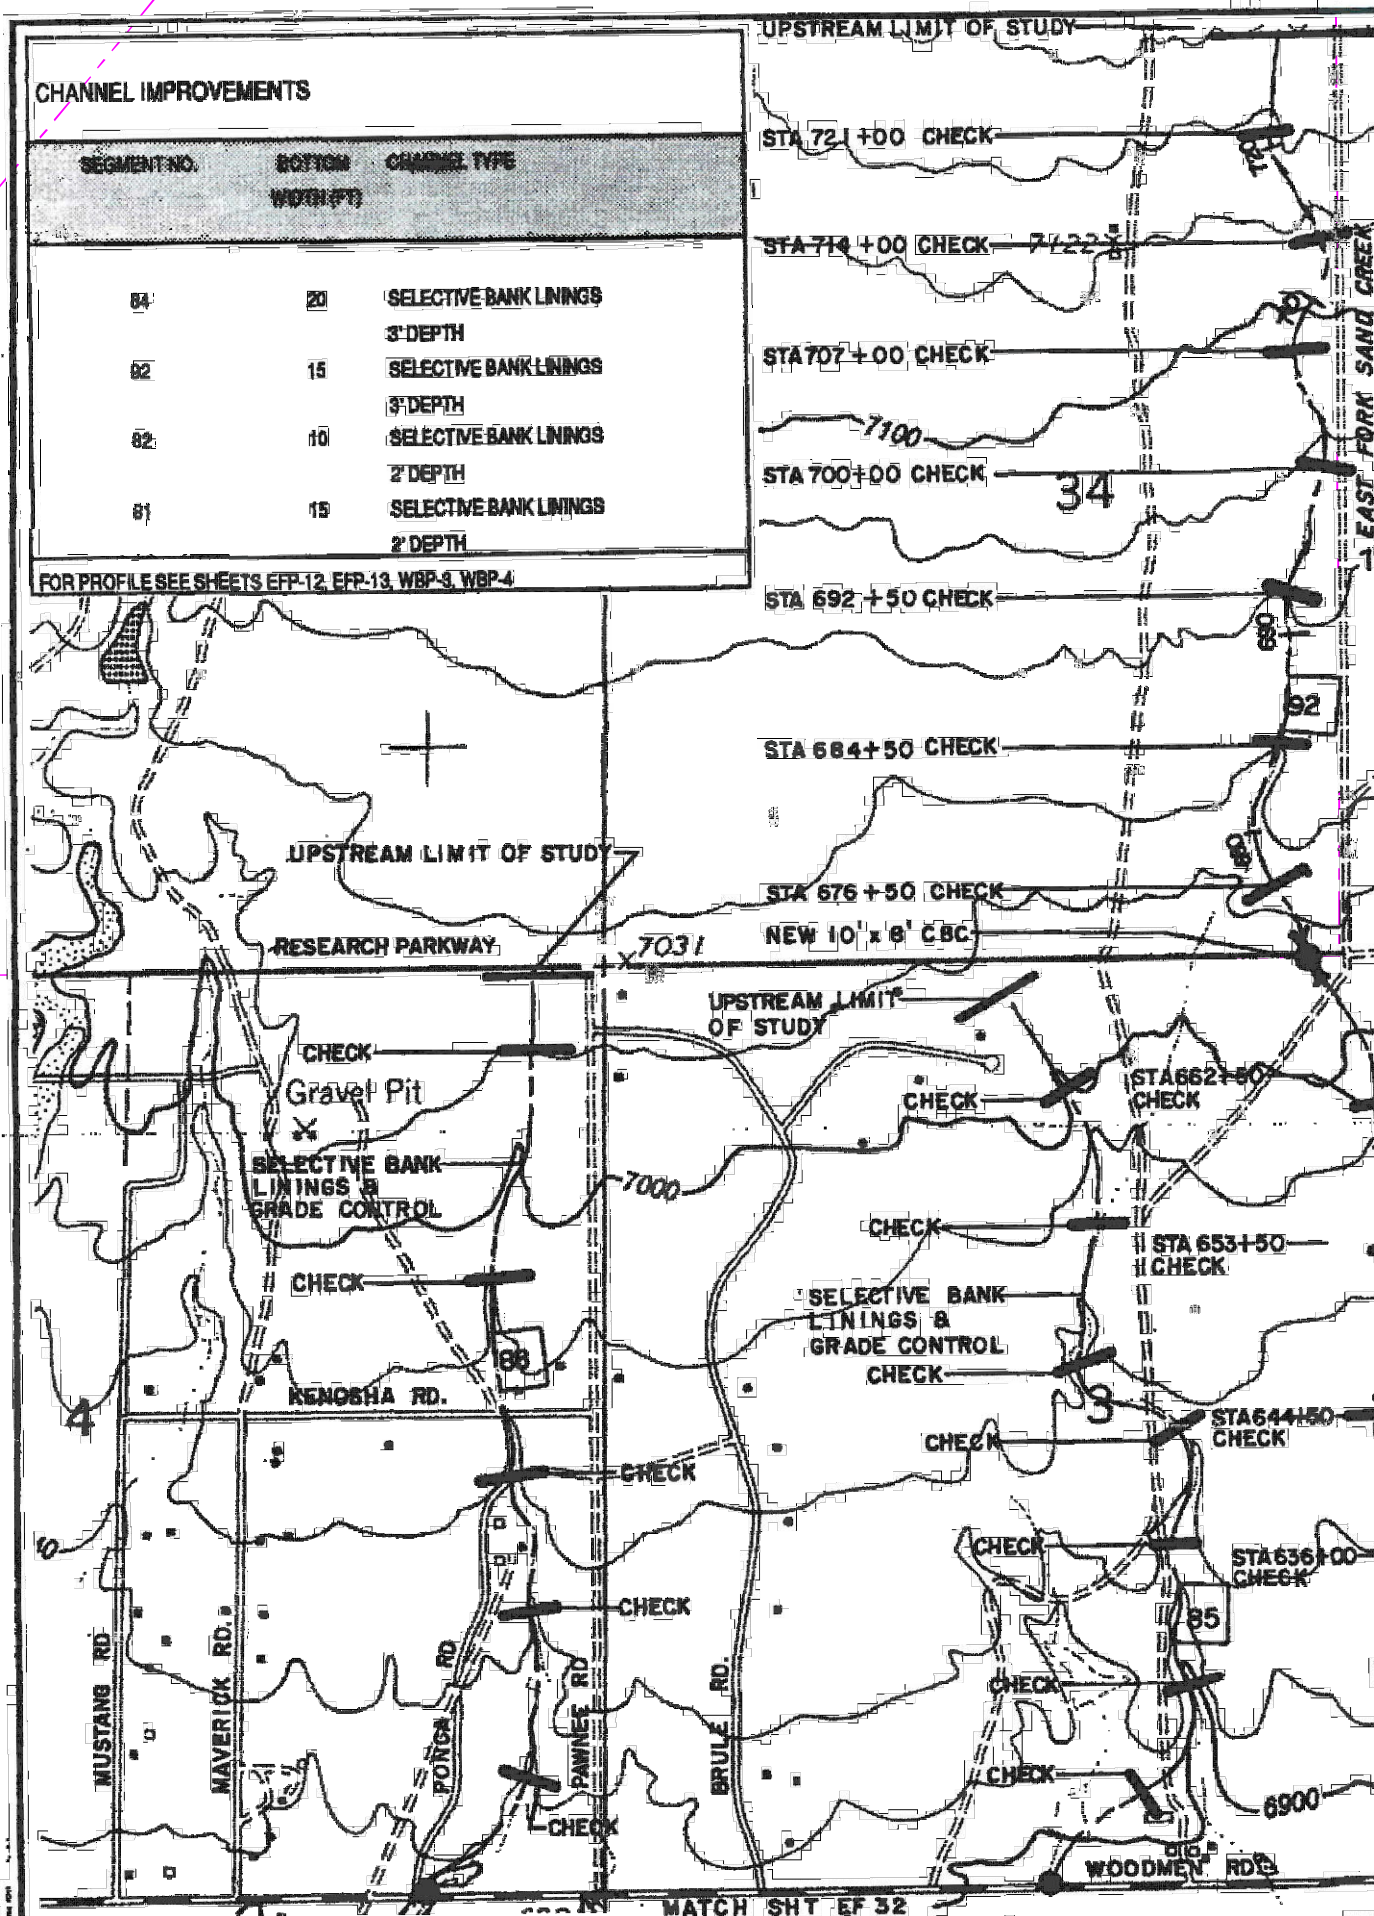 CHANNEL IMPROVEMENTS
SEGMENT NO. BOTTOM CHANNEL TYPE
WIDTH (FT)
84 20 SELECTIVE BANK LININGS
3' DEPTH
92 15 SELECTIVE BANK LININGS
3' DEPTH
82 10 SELECTIVE BANK LININGS
2' DEPTH
81 15 SELECTIVE BANK LININGS
2' DEPTH
FOR PROFILE SEE SHEETS EFP-12, EFP-13, WBP-3, WBP-4
UPSTREAM LIMIT OF STUDY
STA 721+00 CHECK
STA 714+00 CHECK
7122
EAST FORK SAND CREEK
STA 707+00 CHECK
7100
STA 700+00 CHECK
34
STA 692+50 CHECK
690
92
STA 684+50 CHECK
680
UPSTREAM LIMIT OF STUDY
STA 676+50 CHECK
NEW 10' x 6' CBC
RESEARCH PARKWAY
7031
UPSTREAM LIMIT
OF STUDY
CHECK
Gravel Pit
STA 662+50
CHECK
CHECK
SELECTIVE BANK
LININGS &
GRADE CONTROL
7000
CHECK
STA 653+50
CHECK
CHECK
SELECTIVE BANK
LININGS &
GRADE CONTROL
CHECK
86
KENOSHA RD.
4
3
STA 644+50
CHECK
CHECK
CHECK
CHECK
STA 636+00
CHECK
CHECK
85
MUSTANG RD
MAVERICK RD.
PONCA RD
PAWNEE RD
BRULE RD.
CHECK
CHECK
CHECK
6900
WOODMEN RD.
MATCH SHT EF 32